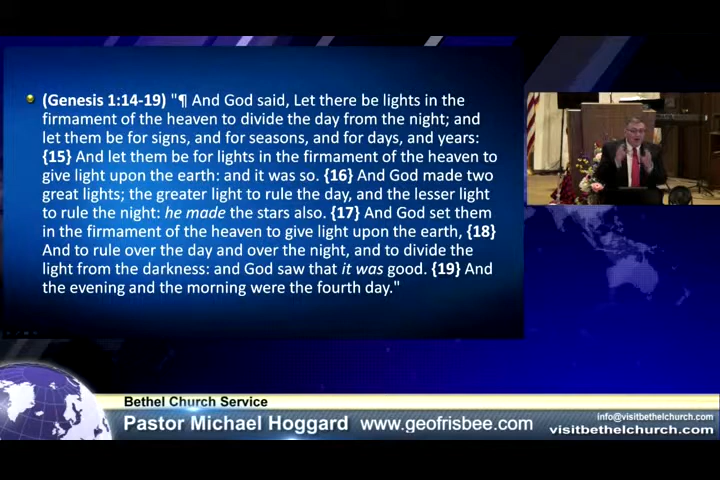 (Genesis 1:14-19) "¶ And God said, Let there be lights in the
firmament of the heaven to divide the day from the night; and
let them be for signs, and for seasons, and for days, and years:
{15} And let them be for lights in the firmament of the heaven to
give light upon the earth: and it was so. {16} And God made two
great lights; the greater light to rule the day, and the lesser light
to rule the night: he made the stars also. {17} And God set them
in the firmament of the heaven to give light upon the earth, {18}
And to rule over the day and over the night, and to divide the
light from the darkness: and God saw that it was good. {19} And
the evening and the morning were the fourth day."
Bethel Church Service
Pastor Michael Hoggard www.geofrisbee.com
info@visitbethelchurch.com
visitbethelchurch.com